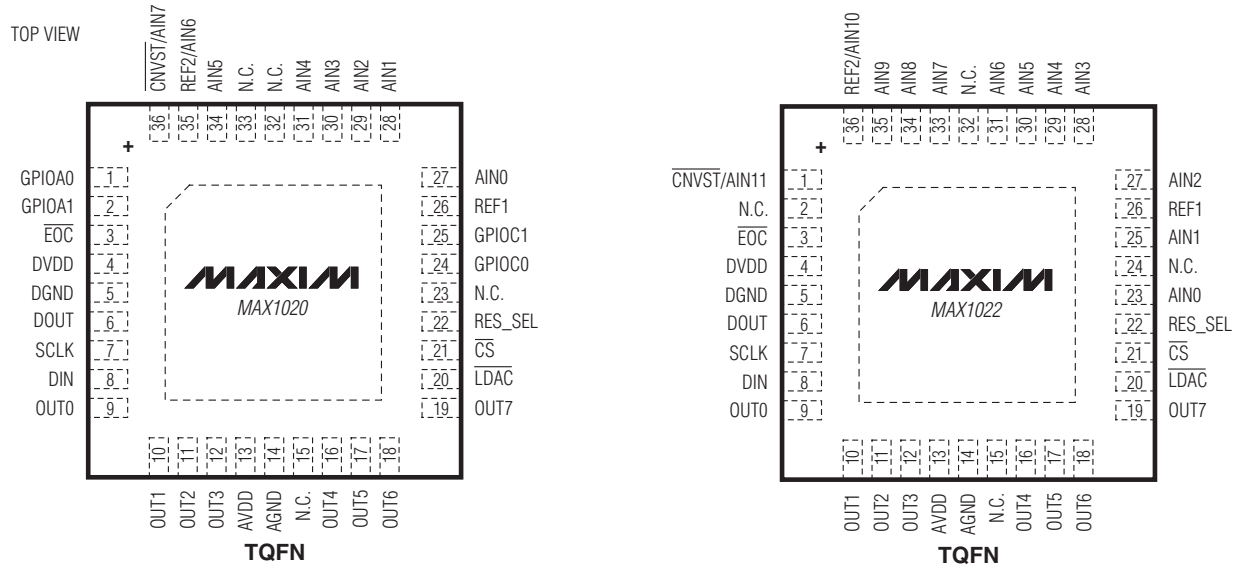 TOP VIEW
CNVST/AIN7
REF2/AIN6
AIN5
N.C.
N.C.
AIN4
AIN3
AIN2
AIN1
36
35
34
33
32
31
30
29
28
+
GPIOA0 1
GPIOA1 2
EOC 3
DVDD 4
DGND 5
DOUT 6
SCLK 7
DIN 8
OUT0 9
MAXIM
MAX1020
27 AIN0
26 REF1
25 GPIOC1
24 GPIOC0
23 N.C.
22 RES_SEL
21 CS
20 LDAC
19 OUT7
10
11
12
13
14
15
16
17
18
OUT1
OUT2
OUT3
AVDD
AGND
N.C.
OUT4
OUT5
OUT6
TQFN
REF2/AIN10
AIN9
AIN8
AIN7
N.C.
AIN6
AIN5
AIN4
AIN3
36
35
34
33
32
31
30
29
28
+
CNVST/AIN11 1
N.C. 2
EOC 3
DVDD 4
DGND 5
DOUT 6
SCLK 7
DIN 8
OUT0 9
MAXIM
MAX1022
27 AIN2
26 REF1
25 AIN1
24 N.C.
23 AIN0
22 RES_SEL
21 CS
20 LDAC
19 OUT7
10
11
12
13
14
15
16
17
18
OUT1
OUT2
OUT3
AVDD
AGND
N.C.
OUT4
OUT5
OUT6
TQFN